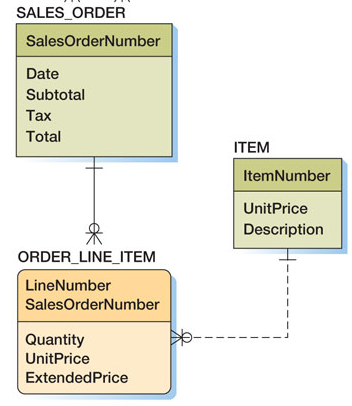 SALES_ORDER
SalesOrderNumber
Date
Subtotal
Tax
Total
ITEM
ItemNumber
UnitPrice
Description
ORDER_LINE_ITEM
LineNumber
SalesOrderNumber
Quantity
UnitPrice
ExtendedPrice